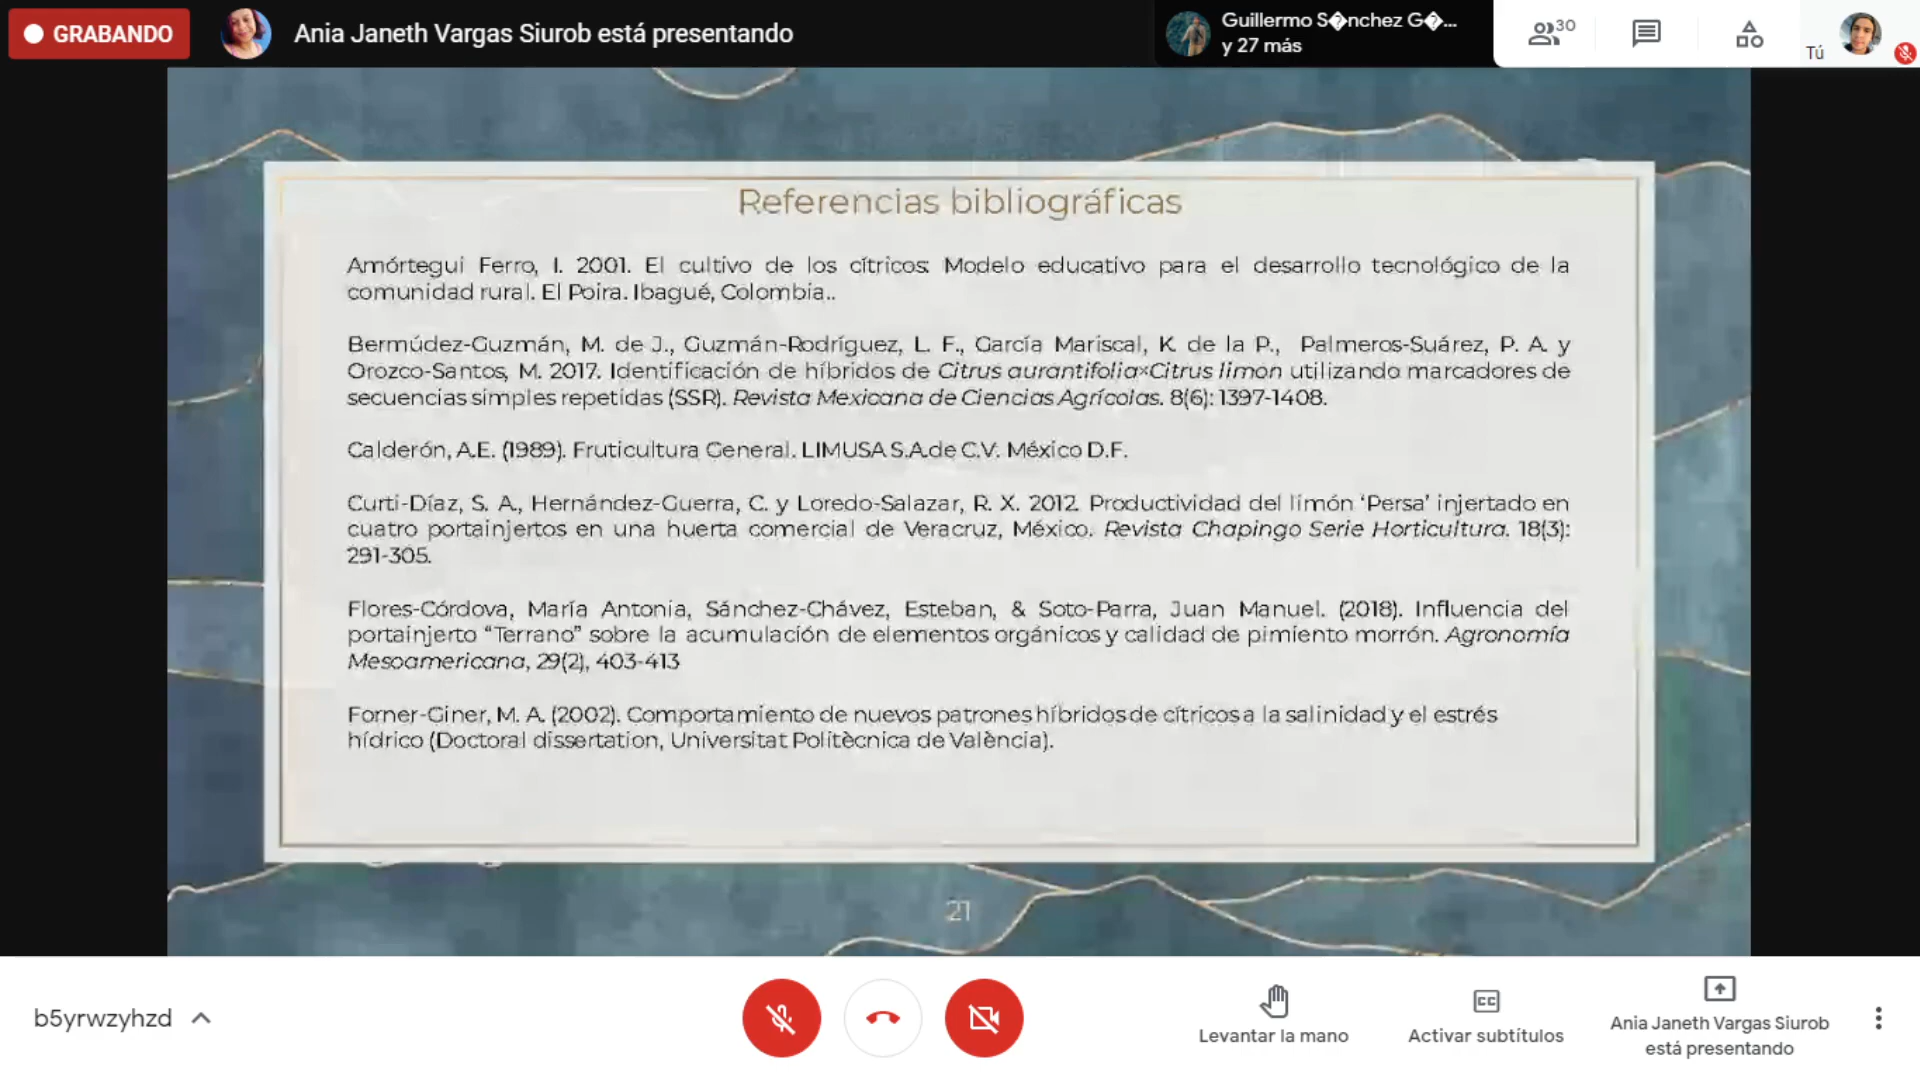 GRABANDO
Ania Janeth Vargas Siurob está presentando
Guillermo S�nchez G�...
y 27 más
30
Tú
Referencias bibliográficas
Amórtegui Ferro, I. 2001. El cultivo de los cítricos: Modelo educativo para el desarrollo tecnológico de la
comunidad rural. El Poira. Ibagué, Colombia..
Bermúdez-Guzmán, M. de J., Guzmán-Rodríguez, L. F., García Mariscal, K. de la P., Palmeros-Suárez, P. A. y
Orozco-Santos, M. 2017. Identificación de híbridos de Citrus aurantifolia×Citrus limon utilizando marcadores de
secuencias simples repetidas (SSR). Revista Mexicana de Ciencias Agrícolas. 8(6): 1397-1408.
Calderón, A.E. (1989). Fruticultura General. LIMUSA S.A.de C.V. México D.F.
Curti-Díaz, S. A., Hernández-Guerra, C. y Loredo-Salazar, R. X. 2012. Productividad del limón ‘Persa’ injertado en
cuatro portainjertos en una huerta comercial de Veracruz, México. Revista Chapingo Serie Horticultura. 18(3):
291-305.
Flores-Córdova, María Antonia, Sánchez-Chávez, Esteban, & Soto-Parra, Juan Manuel. (2018). Influencia del
portainjerto “Terrano” sobre la acumulación de elementos orgánicos y calidad de pimiento morrón. Agronomía
Mesoamericana, 29(2), 403-413
Forner-Giner, M. A. (2002). Comportamiento de nuevos patrones híbridos de cítricos a la salinidad y el estrés
hídrico (Doctoral dissertation, Universitat Politècnica de València).
21
b5yrwzyhzd
Levantar la mano
Activar subtítulos
Ania Janeth Vargas Siurob
está presentando